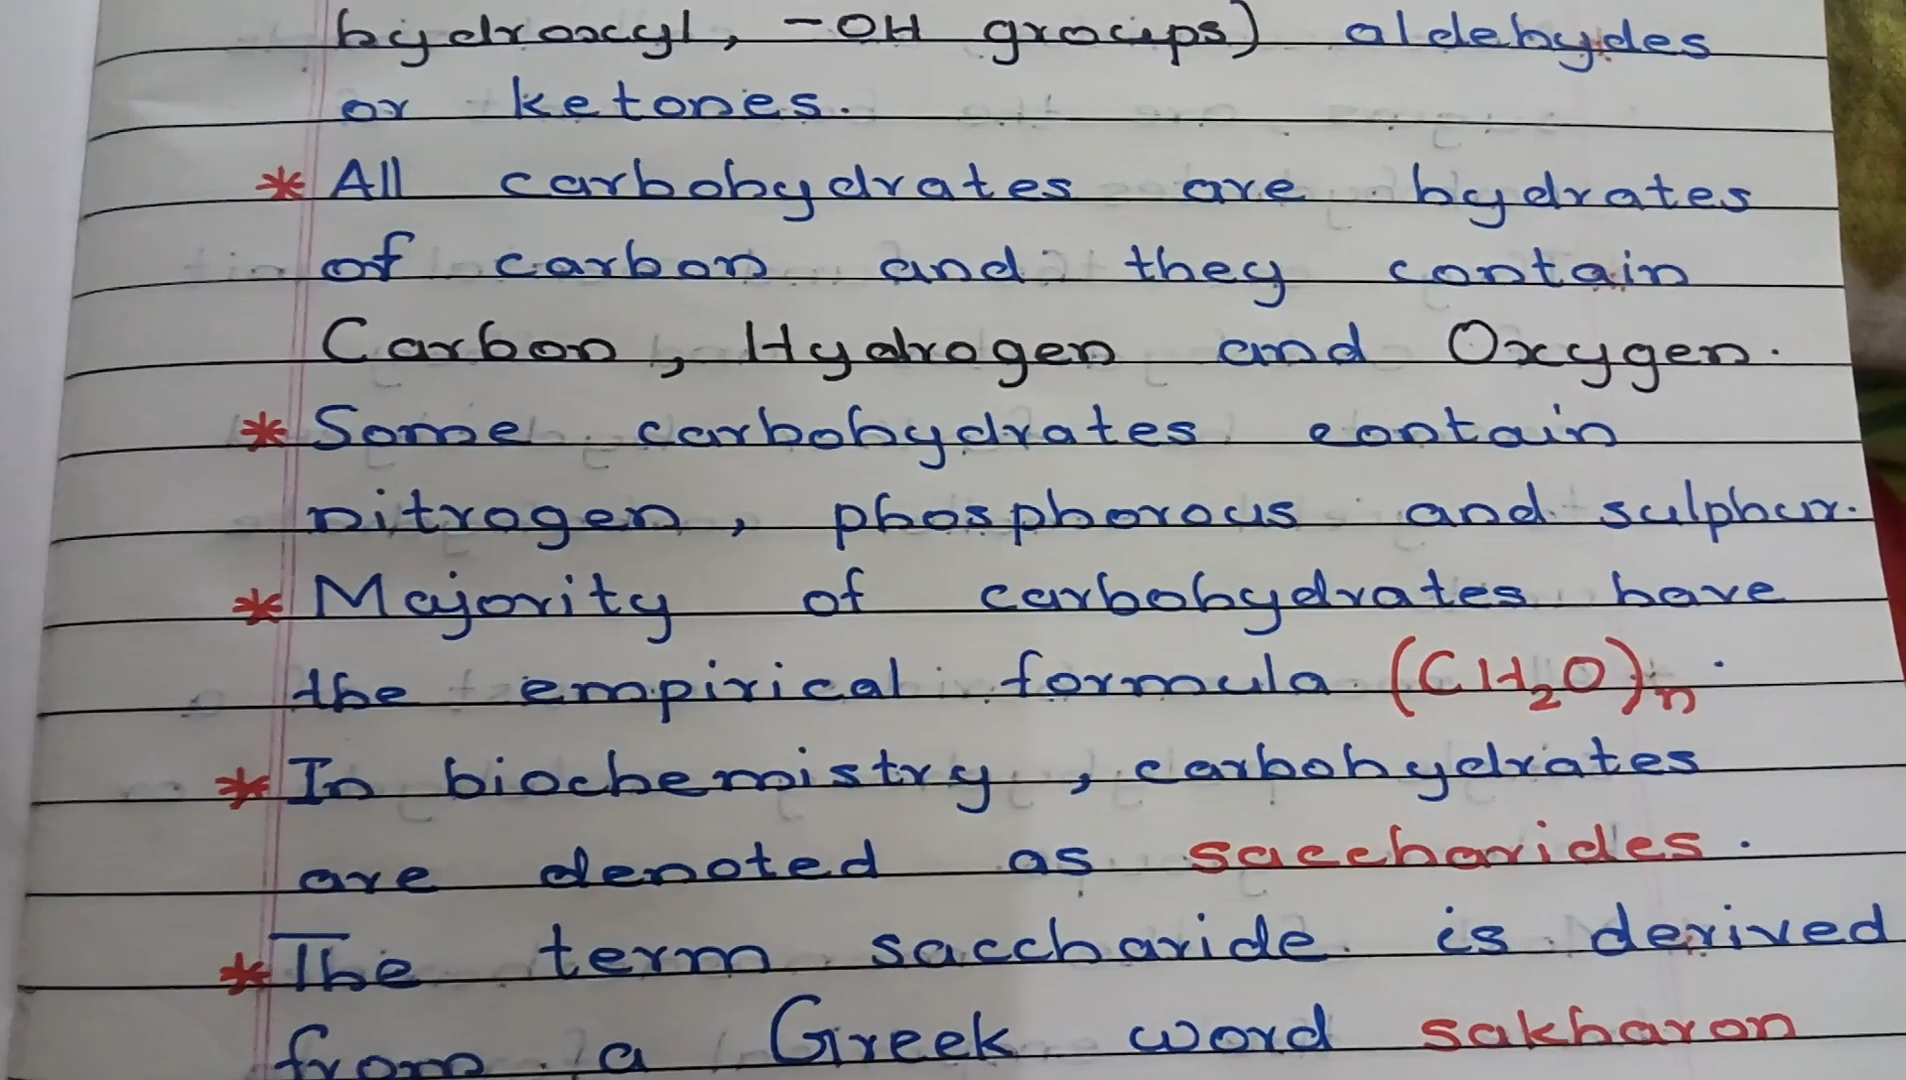 hydroxyl, -OH groups) aldehydes
or ketones.
* All carbohydrates are hydrates
of carbon and they contain
Carbon, Hydrogen and Oxygen.
* Some carbohydrates contain
nitrogen, phosphorous and sulphur.
* Majority of carbohydrates have
the empirical formula (CH₂O)n.
* In biochemistry, carbohydrates
are denoted as saccharides.
* The term saccharide is derived
from a Greek word sakharon